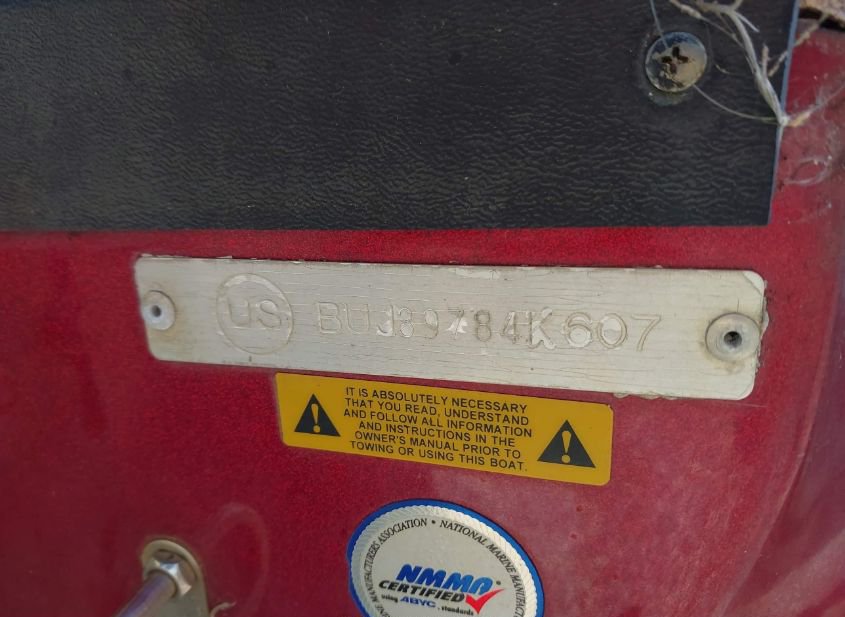 US BUJ89784K607
IT IS ABSOLUTELY NECESSARY
THAT YOU READ, UNDERSTAND
AND FOLLOW ALL INFORMATION
AND INSTRUCTIONS IN THE
OWNER'S MANUAL PRIOR TO
TOWING OR USING THIS BOAT.
ASSOCIATION • NATIONAL MARINE MANUFACTURERS
NMMA
CERTIFIED
using ABYC standards